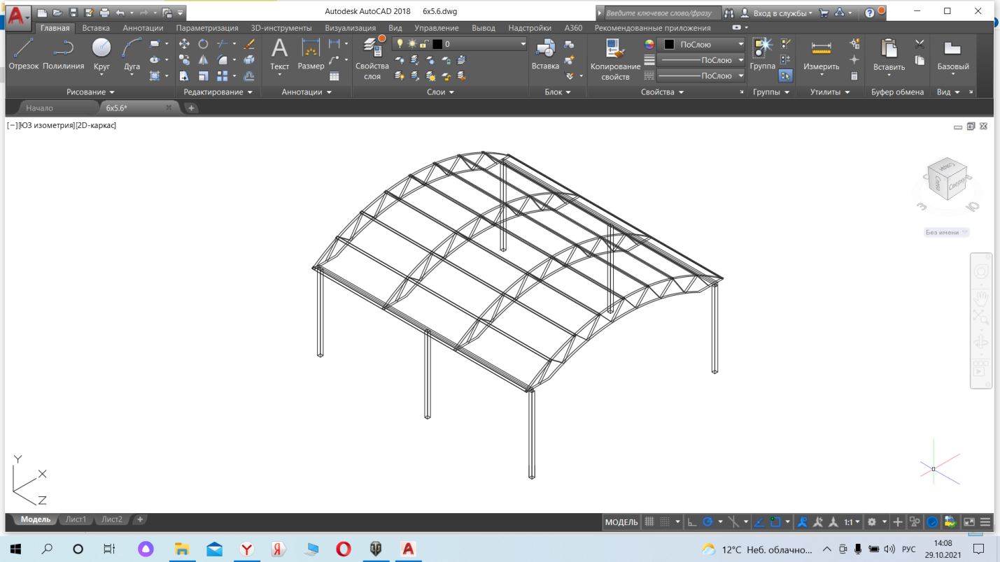 Autodesk AutoCAD 2018 6x5.6.dwg
Введите ключевое слово/фразу
Вход в службы
Главная Вставка Аннотации Параметризация 3D-инструменты Визуализация Вид Управление Вывод Надстройки A360 Рекомендованные приложения
0
ПоСлою
ПоСлою
ПоСлою
Отрезок Полилиния Круг Дуга
Текст Размер
Свойства
слоя
Вставка
Копирование
свойств
Группа
Измерить
Вставить
Базовый
Рисование Редактирование Аннотации Слои Блок Свойства Группы Утилиты Буфер обмена Вид
Начало 6x5.6* +
[−][ЮЗ изометрия][2D-каркас]
Сзади
Слева
Сверху
З
Ю
Без имени
Y
X
Z
Модель Лист1 Лист2 +
МОДЕЛЬ
1:1
12°C Неб. облачно...
РУС
14:08
29.10.2021